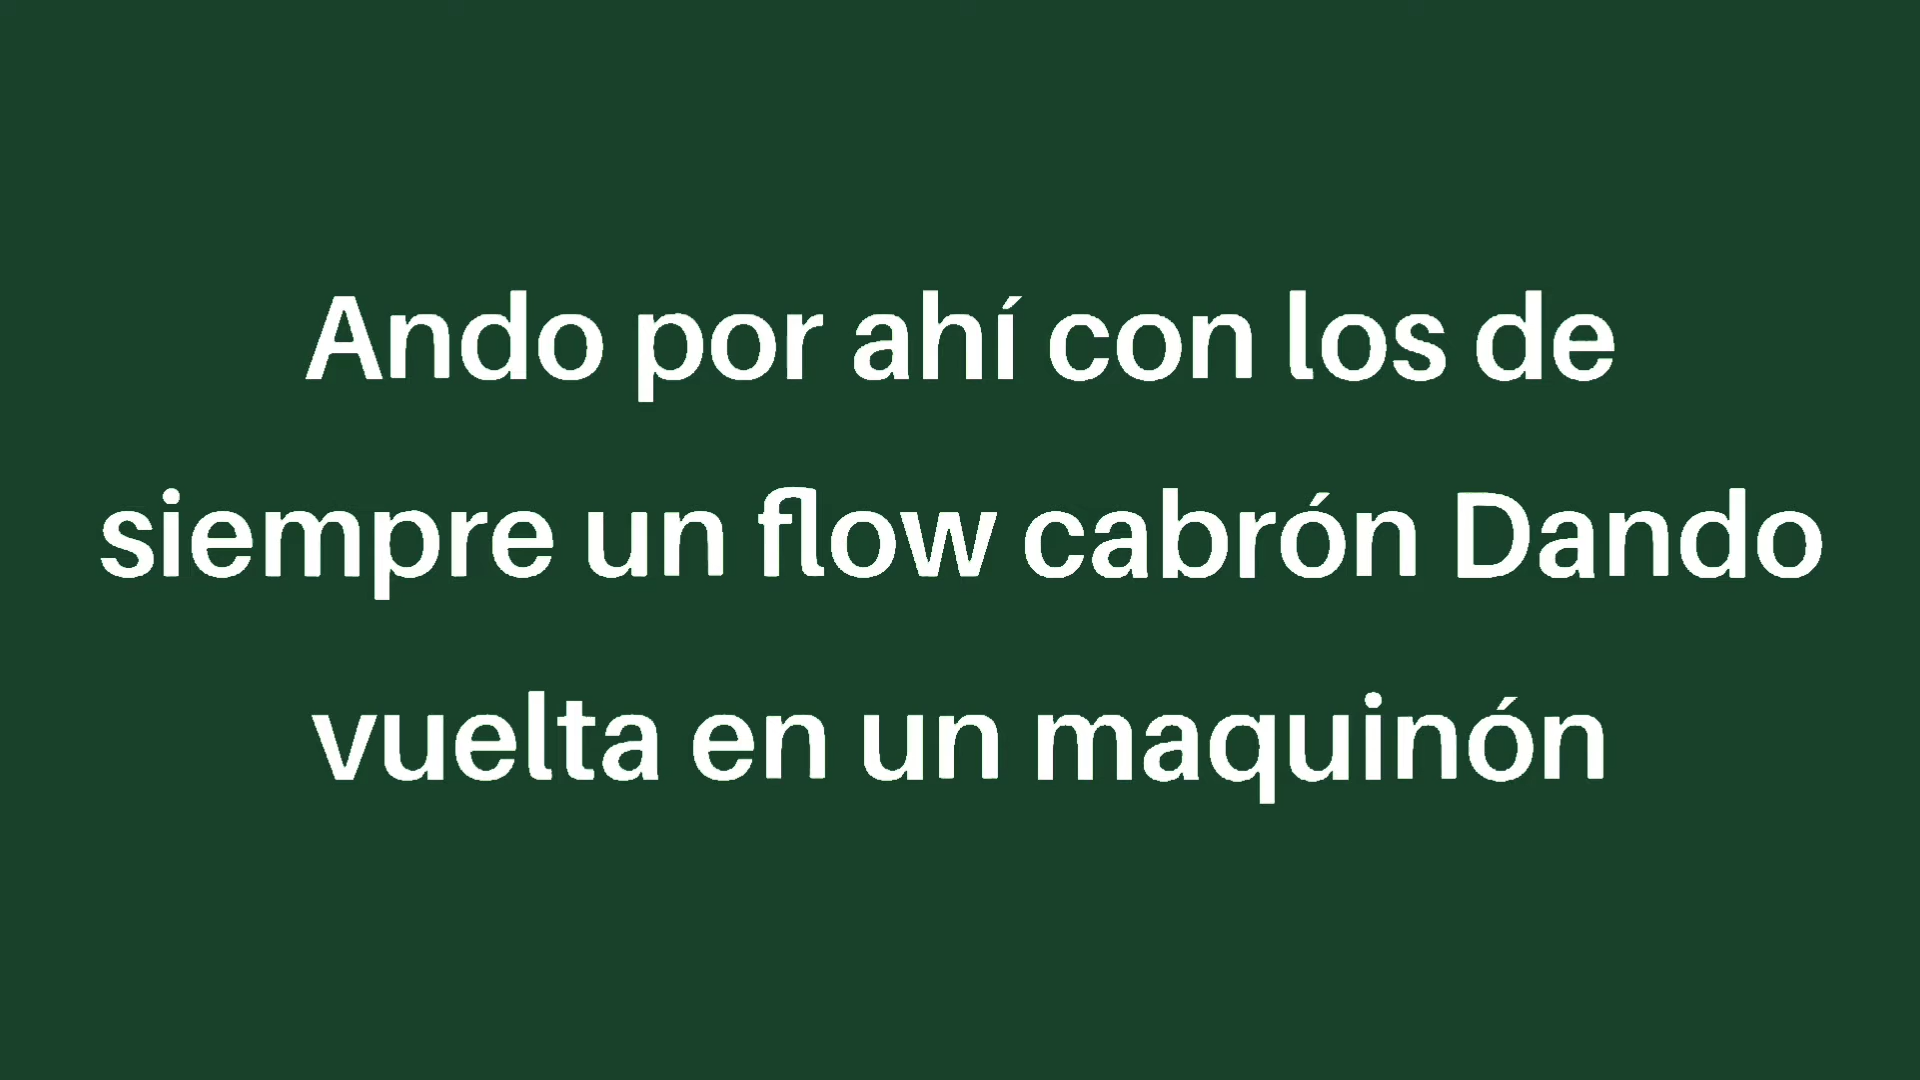 Ando por ahí con los de
siempre un flow cabrón Dando
vuelta en un maquinón